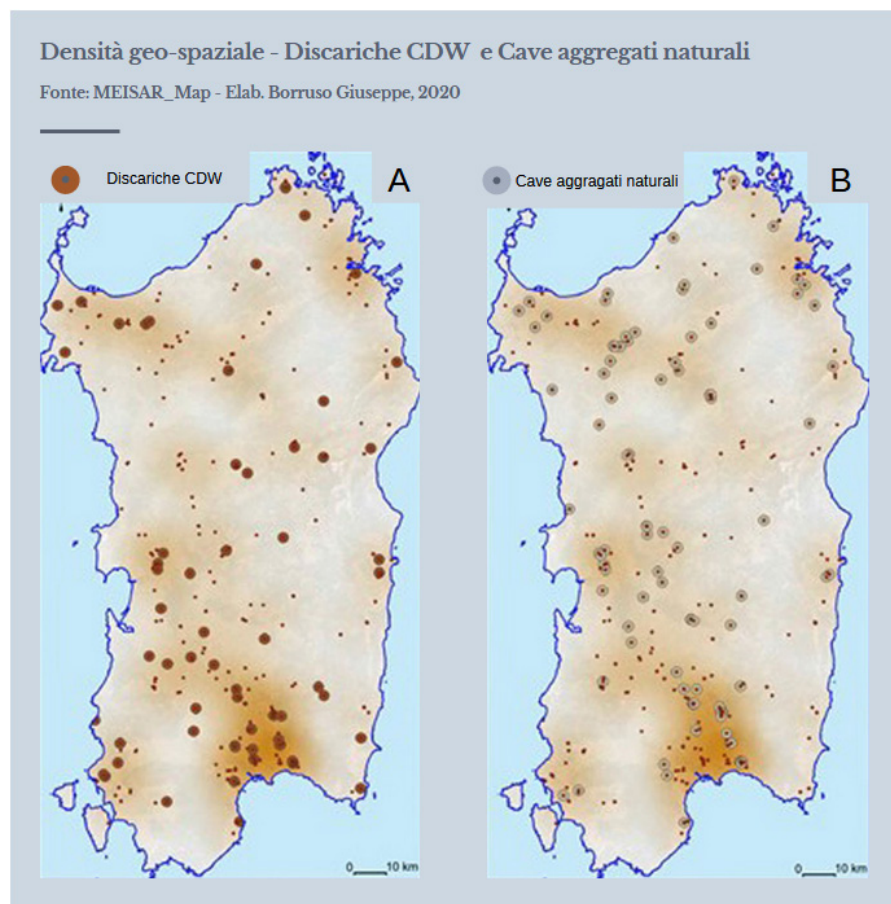 Densità geo-spaziale - Discariche CDW e Cave aggregati naturali
Fonte: MEISAR_Map - Elab. Borruso Giuseppe, 2020
Discariche CDW
A
Cave aggragati naturali
B
0 10 km
0 10 km